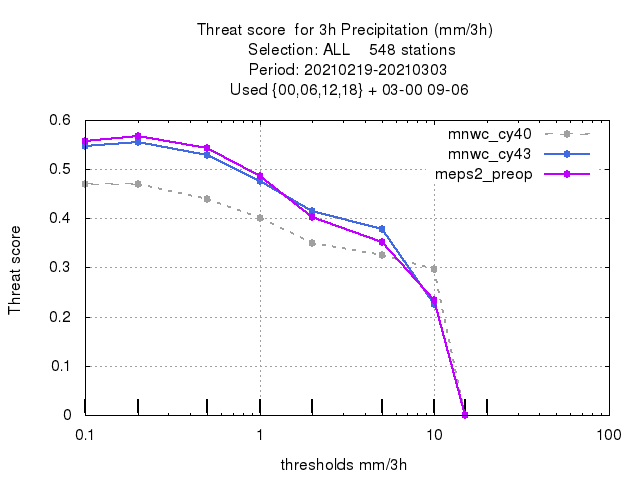 Threat score  for 3h Precipitation (mm/3h)
Selection: ALL    548 stations
Period: 20210219-20210303
Used {00,06,12,18} + 03-00 09-06
mnwc_cy40
mnwc_cy43
meps2_preop
Threat score
0.6
0.5
0.4
0.3
0.2
0.1
0
0.1
1
10
100
thresholds mm/3h